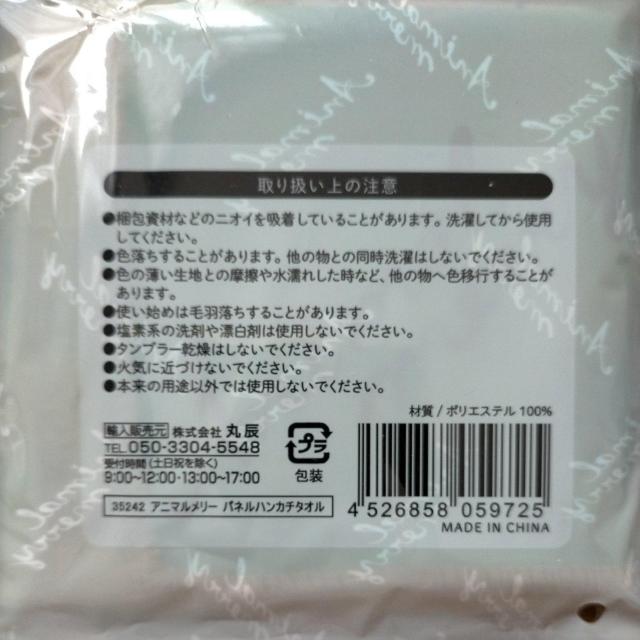 Animal merry
Animal merry
Animal merry
取り扱い上の注意
●梱包資材などのニオイを吸着していることがあります。洗濯してから使用
してください。
●色落ちすることがあります。他の物との同時洗濯はしないでください。
●色の薄い生地との摩擦や水濡れした時など、他の物へ色移行することが
あります。
●使い始めは毛羽落ちすることがあります。
●塩素系の洗剤や漂白剤は使用しないでください。
●タンブラー乾燥はしないでください。
●火気に近づけないでください。
●本来の用途以外では使用しないでください。
材質/ポリエステル 100%
輸入販売元 株式会社 丸辰
TEL 050-3304-5548
受付時間(土日祝を除く)
9:00~12:00・13:00~17:00
プラ
包装
35242 アニマルメリー パネルハンカチタオル
4 526858 059725
MADE IN CHINA